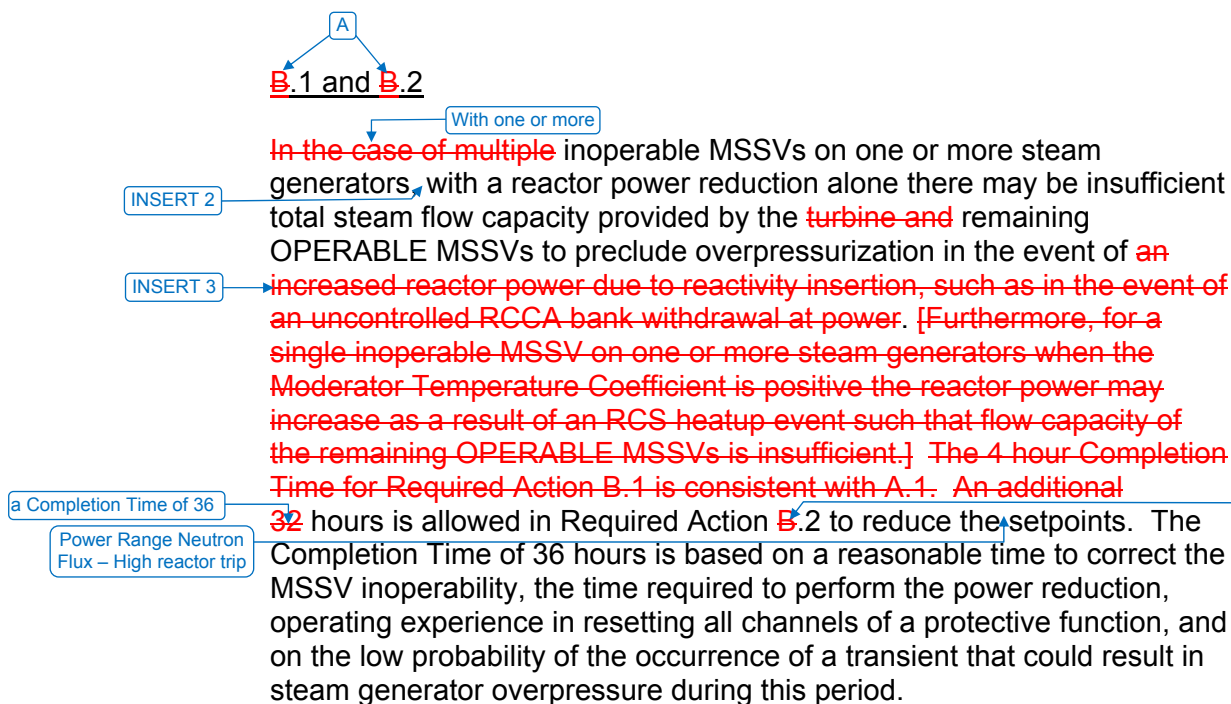 A
B.1 and B.2
With one or more
In the case of multiple inoperable MSSVs on one or more steam
INSERT 2
generators, with a reactor power reduction alone there may be insufficient
total steam flow capacity provided by the turbine and remaining
OPERABLE MSSVs to preclude overpressurization in the event of an
INSERT 3
increased reactor power due to reactivity insertion, such as in the event of
an uncontrolled RCCA bank withdrawal at power. [Furthermore, for a
single inoperable MSSV on one or more steam generators when the
Moderator Temperature Coefficient is positive the reactor power may
increase as a result of an RCS heatup event such that flow capacity of
the remaining OPERABLE MSSVs is insufficient.] The 4 hour Completion
Time for Required Action B.1 is consistent with A.1. An additional
a Completion Time of 36
32 hours is allowed in Required Action B.2 to reduce the setpoints. The
Power Range Neutron
Flux – High reactor trip
Completion Time of 36 hours is based on a reasonable time to correct the
MSSV inoperability, the time required to perform the power reduction,
operating experience in resetting all channels of a protective function, and
on the low probability of the occurrence of a transient that could result in
steam generator overpressure during this period.